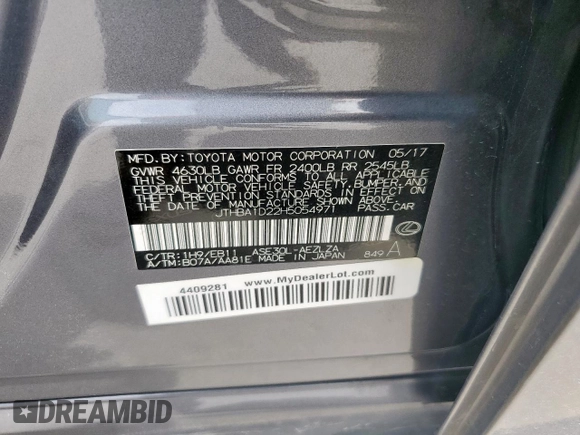 MFD.BY:TOYOTA MOTOR CORPORATION 05/17
GVWR 4630LB GAWR FR 2400LB RR 2545LB
THIS VEHICLE CONFORMS TO ALL APPLICABLE
FEDERAL MOTOR VEHICLE SAFETY,BUMPER,AND
THEFT PREVENTION STANDARDS IN EFFECT ON
THE DATE OF MANUFACTURE SHOWN ABOVE.
JTHBA1D22H5054971
C/TR:1H9/EB11 ASE30L-AEZLZA
A/TM:B07A/AA81E MADE IN JAPAN 849 A
4409281 www.MyDealerLot.com
DREAMBID